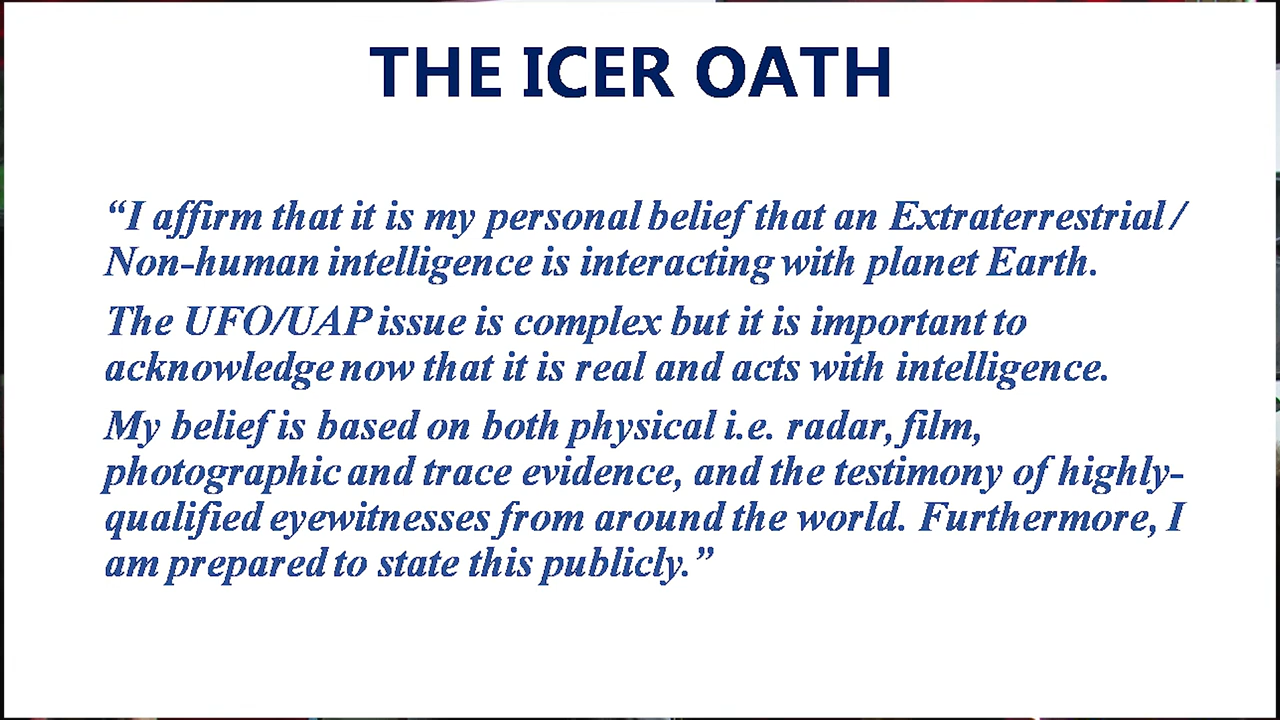 THE ICER OATH
“I affirm that it is my personal belief that an Extraterrestrial /
Non-human intelligence is interacting with planet Earth.
The UFO/UAP issue is complex but it is important to
acknowledge now that it is real and acts with intelligence.
My belief is based on both physical i.e. radar, film,
photographic and trace evidence, and the testimony of highly-
qualified eyewitnesses from around the world. Furthermore, I
am prepared to state this publicly.”